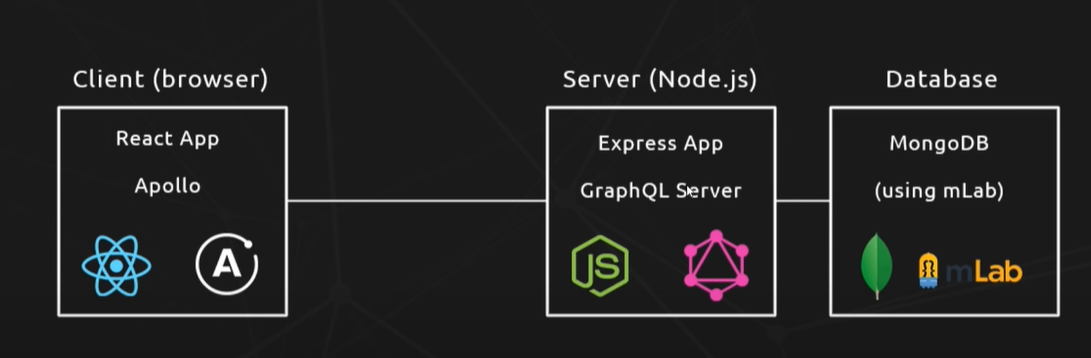 Client (browser)
React App
Apollo
A
Server (Node.js)
Express App
GraphQL Server
JS
Database
MongoDB
(using mLab)
mLab